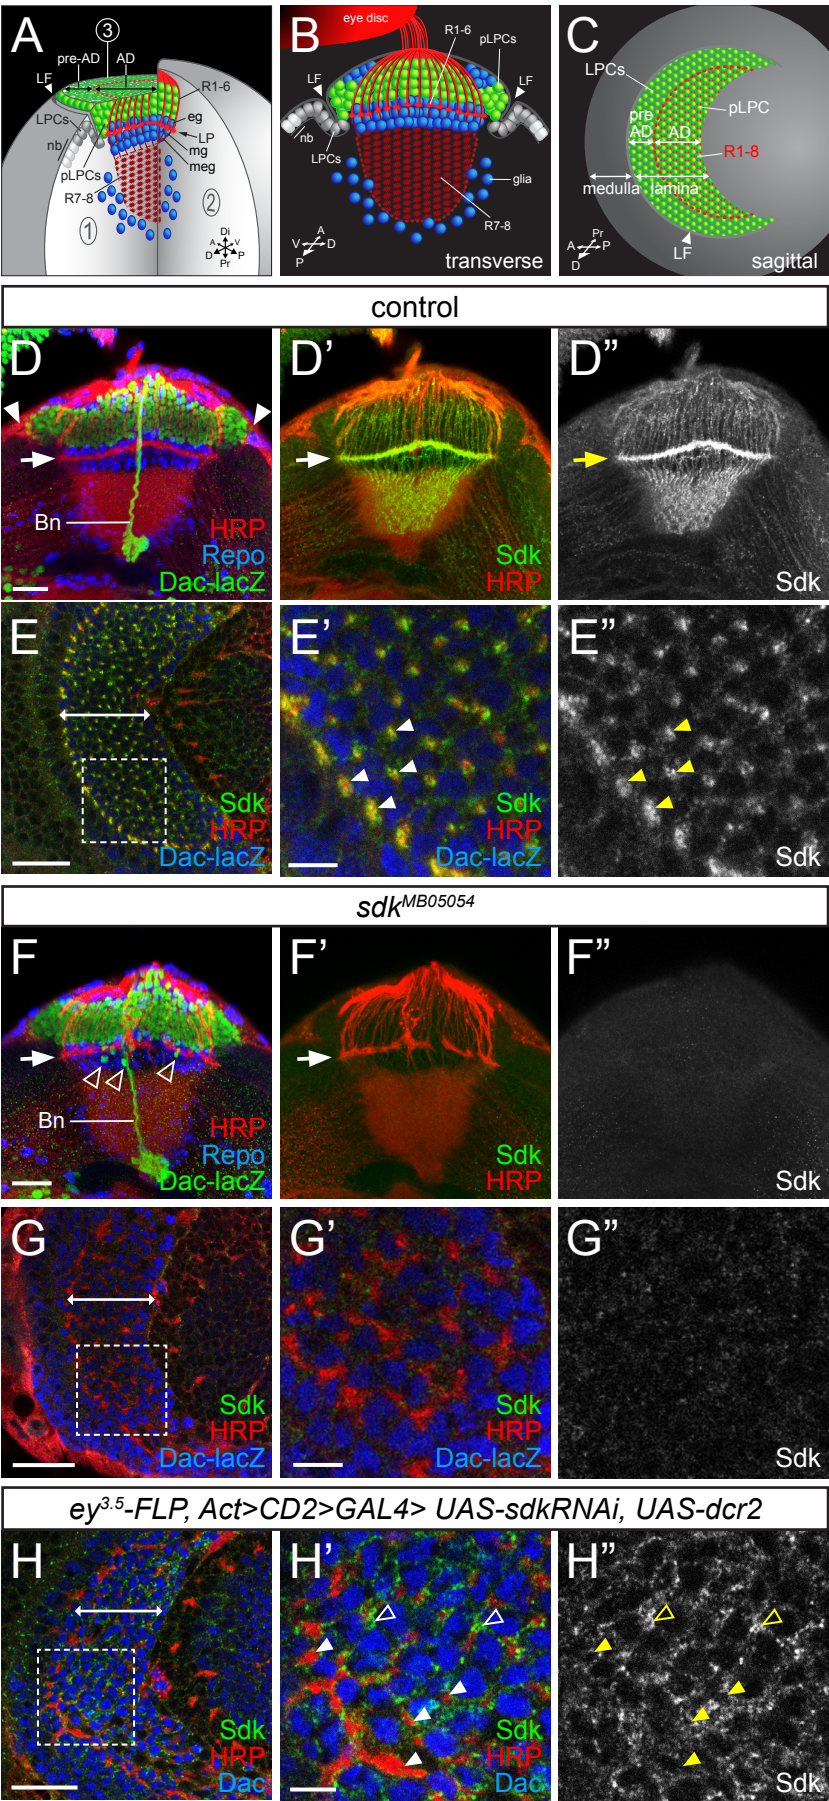 A
3
pre-AD
AD
LF
R1-6
eg
LPCs
LP
nb
mg
meg
pLPCs
R7-8
1
2
Di
A
V
D
P
Pr
B
eye disc
R1-6
pLPCs
LF
LF
nb
LPCs
glia
R7-8
A
V
D
P
transverse
C
LPCs
pLPC
pre
AD
AD
R1-8
medulla
lamina
Pr
A
P
D
LF
sagittal
control
D
Bn
HRP
Repo
Dac-lacZ
D’
Sdk
HRP
D”
Sdk
E
Sdk
HRP
Dac-lacZ
E’
Sdk
HRP
Dac-lacZ
E”
Sdk
sdkMB05054
F
Bn
HRP
Repo
Dac-lacZ
F’
Sdk
HRP
F”
Sdk
G
Sdk
HRP
Dac-lacZ
G’
Sdk
HRP
Dac-lacZ
G”
Sdk
ey3.5-FLP, Act>CD2>GAL4> UAS-sdkRNAi, UAS-dcr2
H
Sdk
HRP
Dac
H’
Sdk
HRP
Dac
H”
Sdk